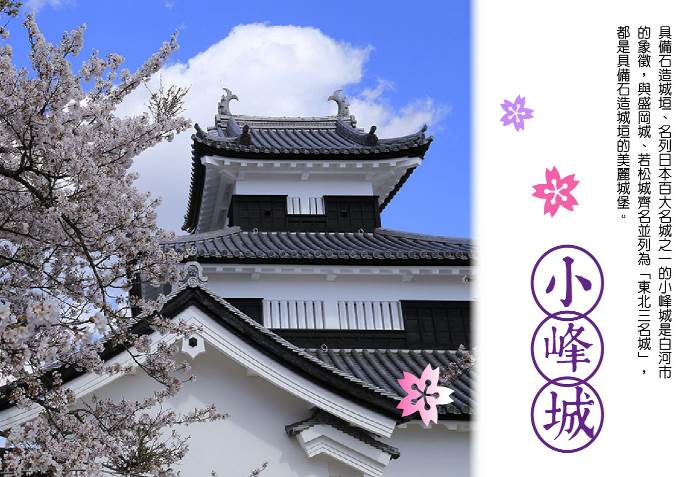 具備石造城垣、名列日本百大名城之一的小峰城是白河市
的象徵，與盛岡城、若松城齊名並列為「東北三名城」，
都是具備石造城垣的美麗城堡。
小峰城